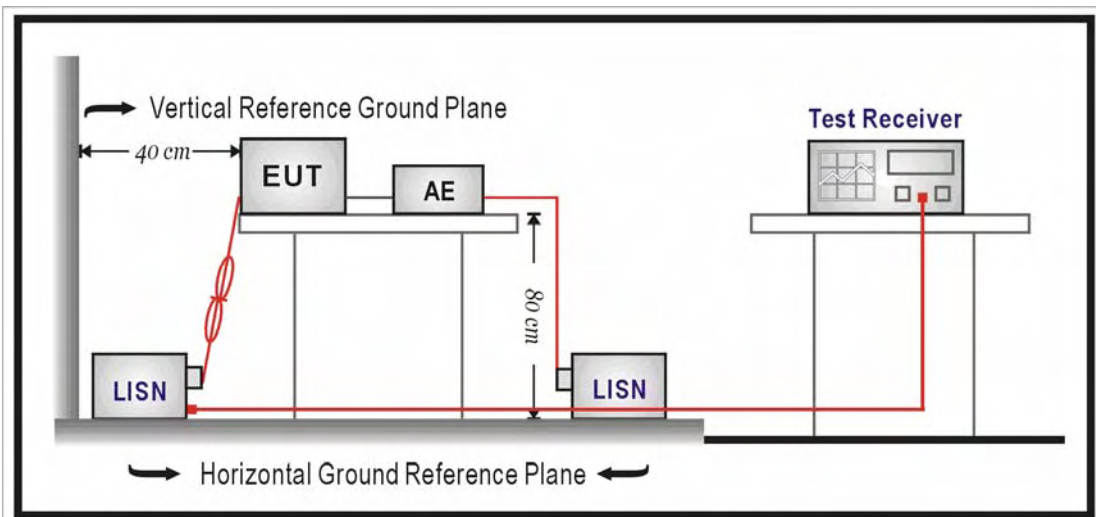 Vertical Reference Ground Plane
Test Receiver
40 cm
EUT
AE
80 cm
LISN
LISN
Horizontal Ground Reference Plane